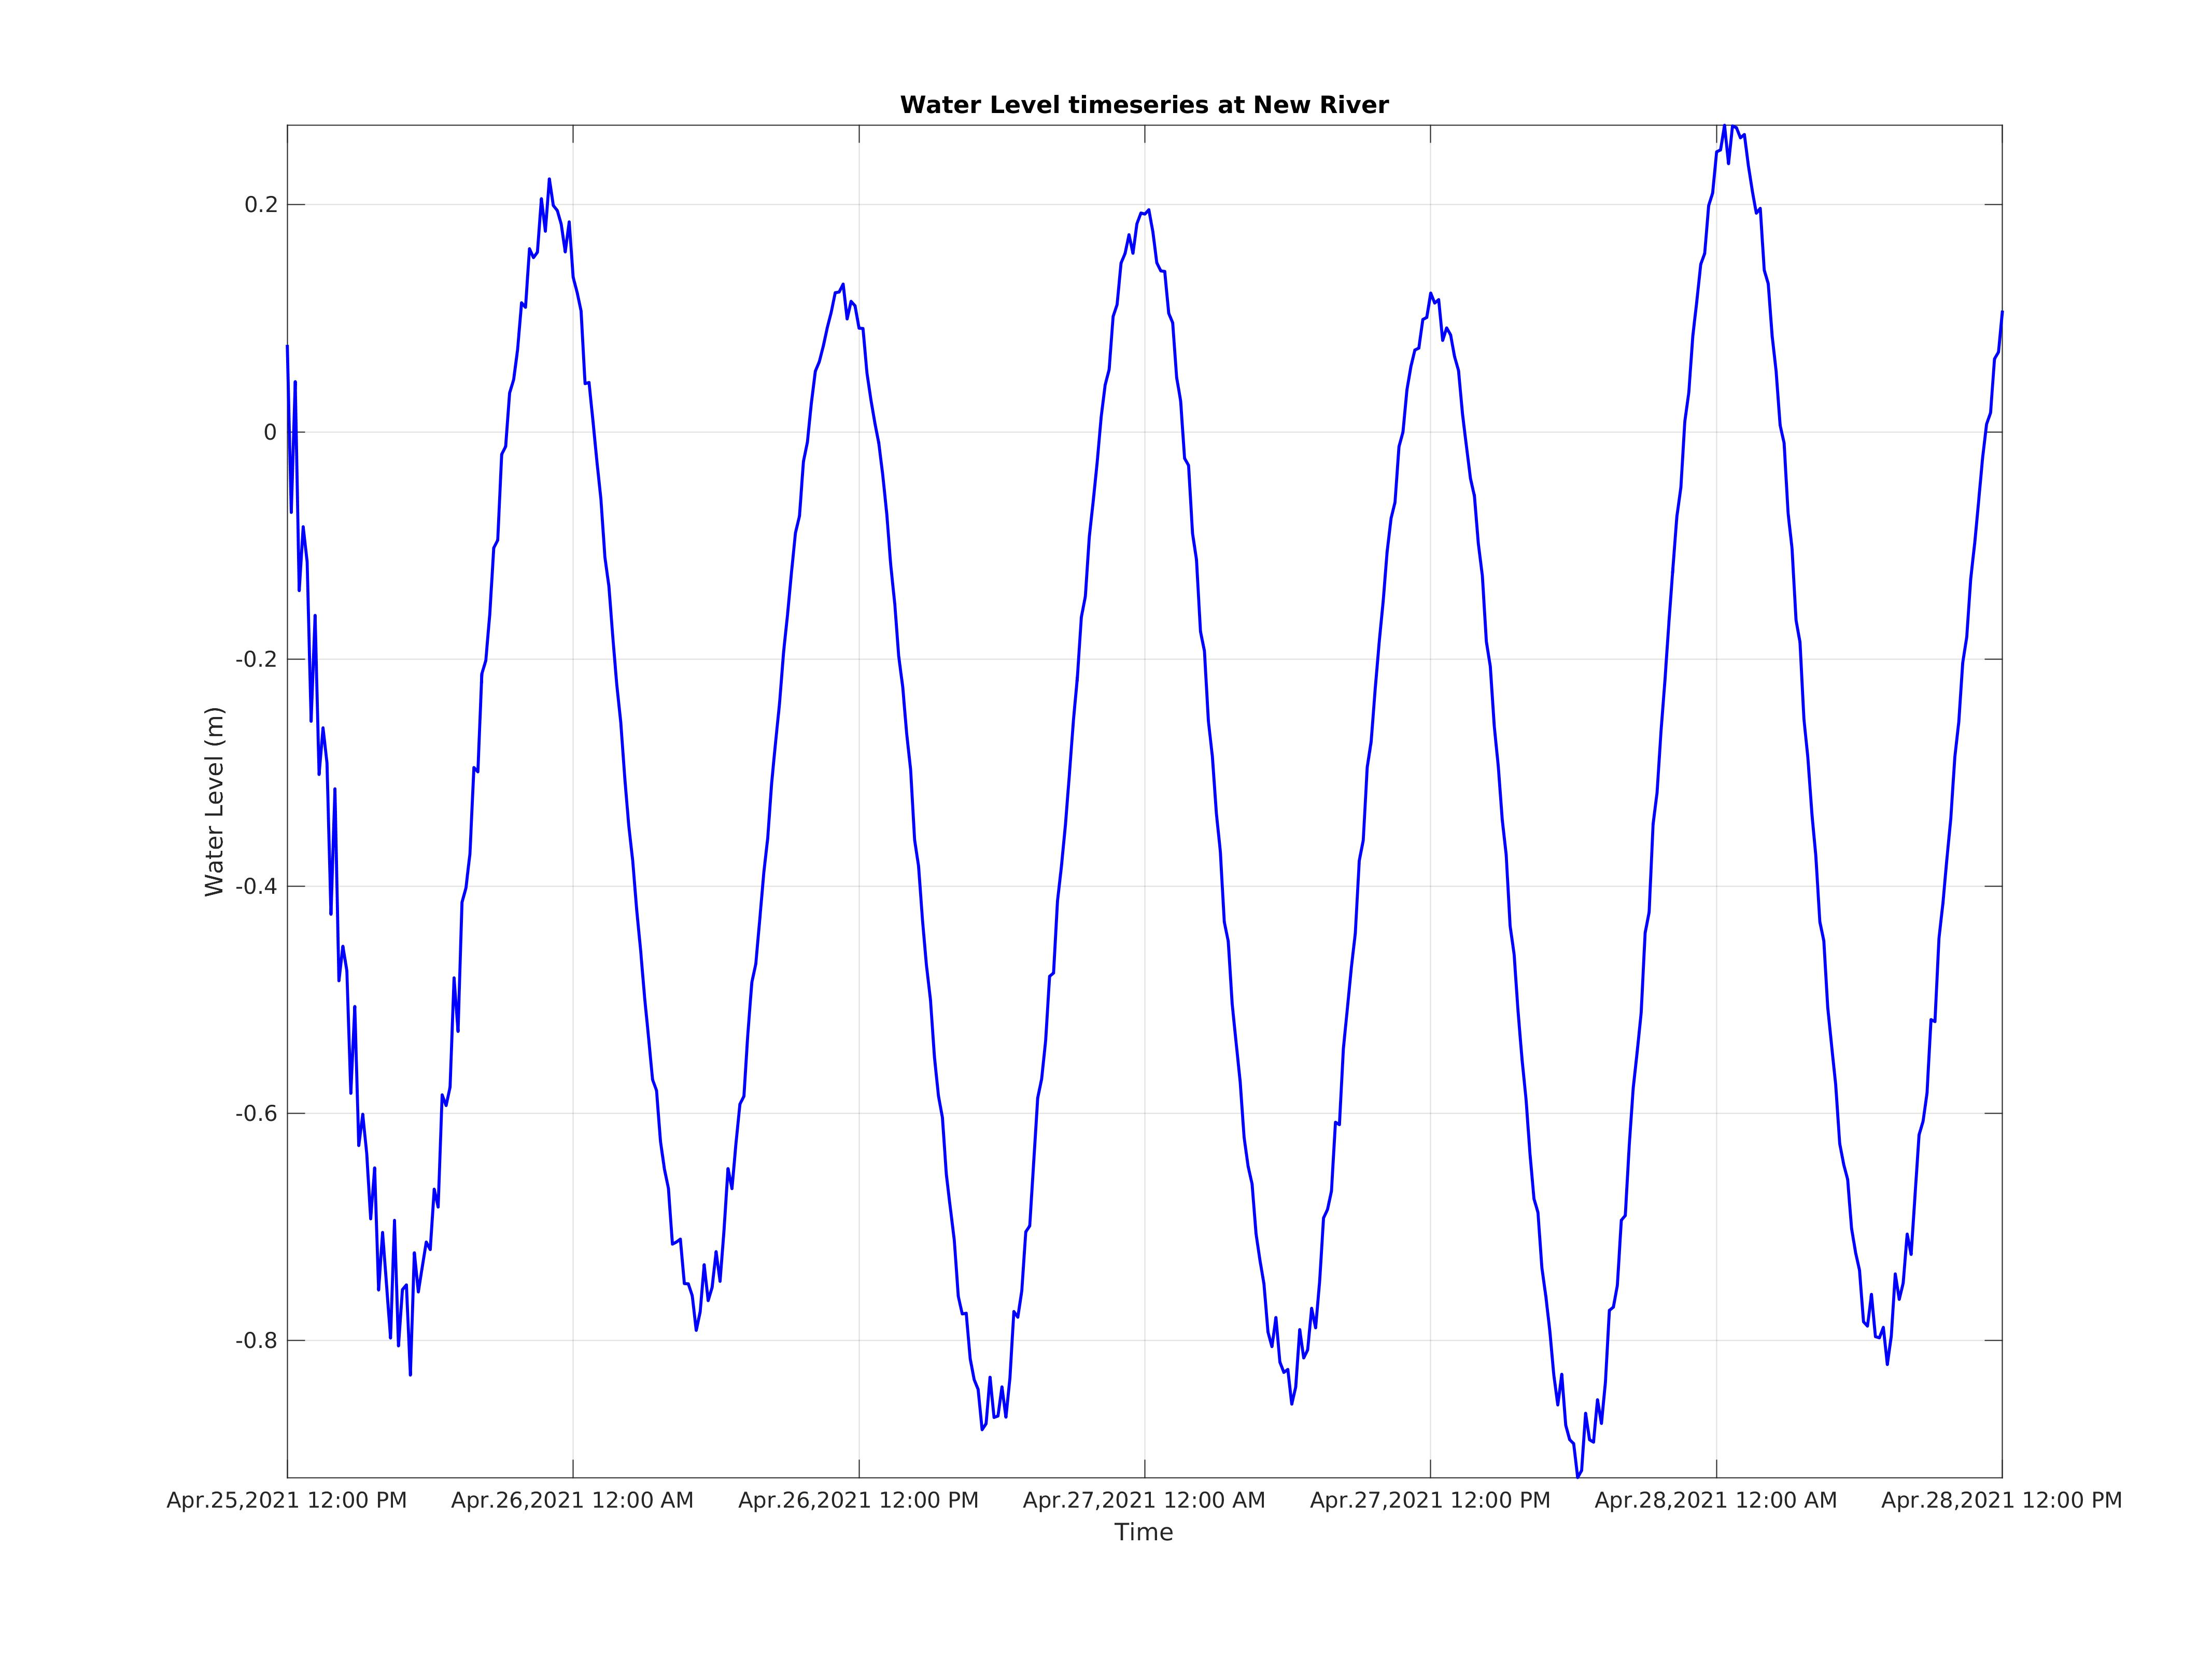 Water Level timeseries at New River
0.2
0
-0.2
-0.4
-0.6
-0.8
Water Level (m)
Apr.25,2021 12:00 PM Apr.26,2021 12:00 AM Apr.26,2021 12:00 PM Apr.27,2021 12:00 AM Apr.27,2021 12:00 PM Apr.28,2021 12:00 AM Apr.28,2021 12:00 PM
Time